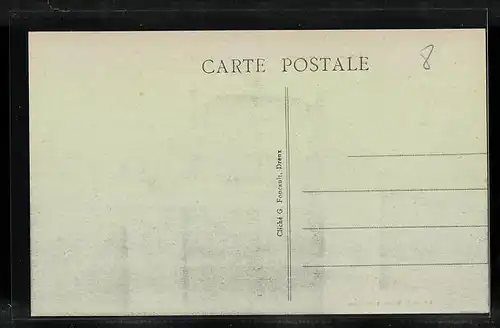 CARTE POSTALE
8
Cliché G. Foucault, Dreux